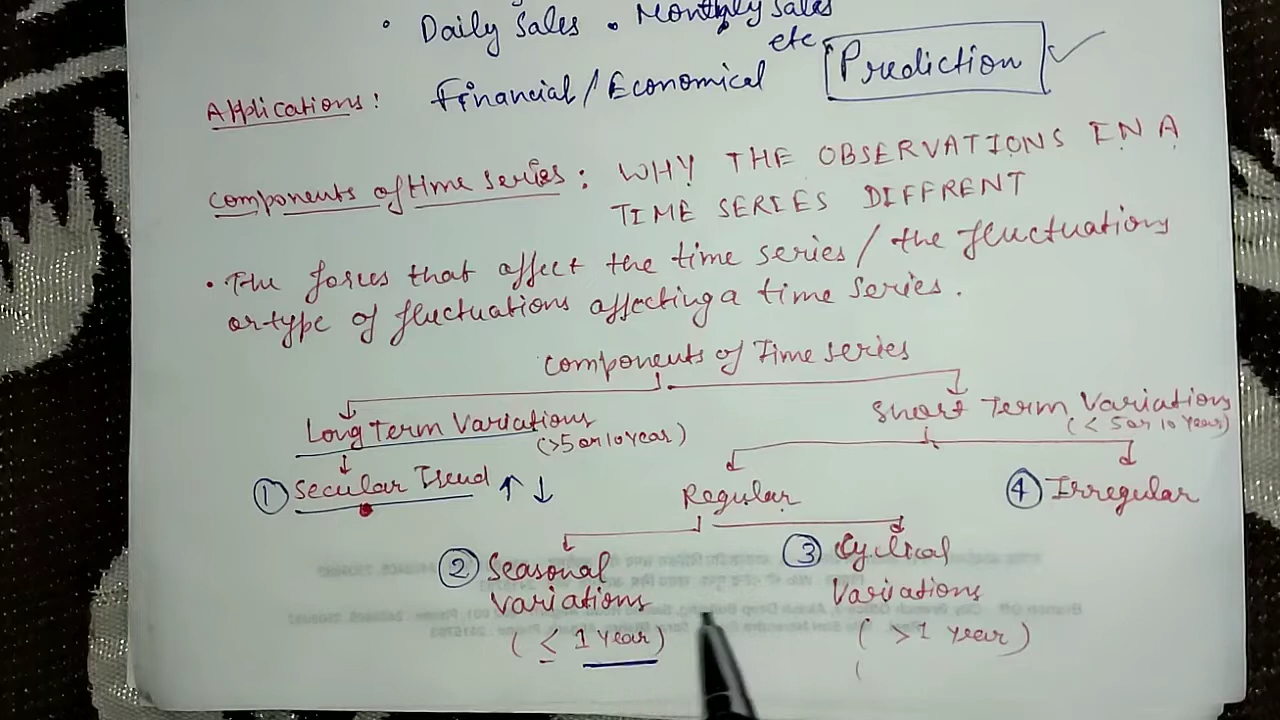 • Daily Sales • Monthly Sales
etc.
Applications: Financial/Economical Prediction ✓
Components of time series: WHY THE OBSERVATIONS IN A
TIME SERIES DIFFRENT
• The forces that affect the time series/the fluctuations
or type of fluctuations affecting a time series.
Components of Time series
Long Term Variations
(>5 or 10 year)
Short Term Variations
(< 5 or 10 Year)
① Secular Trend ↑ ↓
Regular
④ Irregular
② Seasonal
Variations
(≤ 1 year)
③ Cyclical
Variations
( >1 year)
(